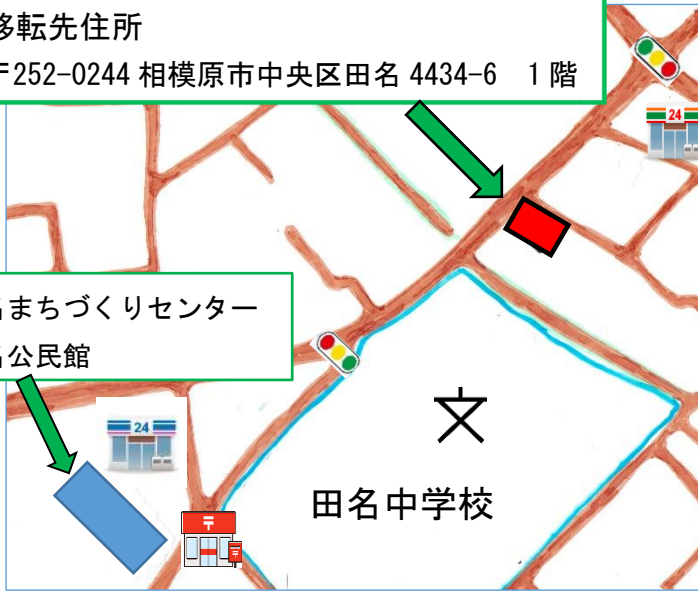 移転先住所
〒252-0244 相模原市中央区田名 4434-6　1 階
24
名まちづくりセンター
名公民館
24
文
田名中学校
〒
〒